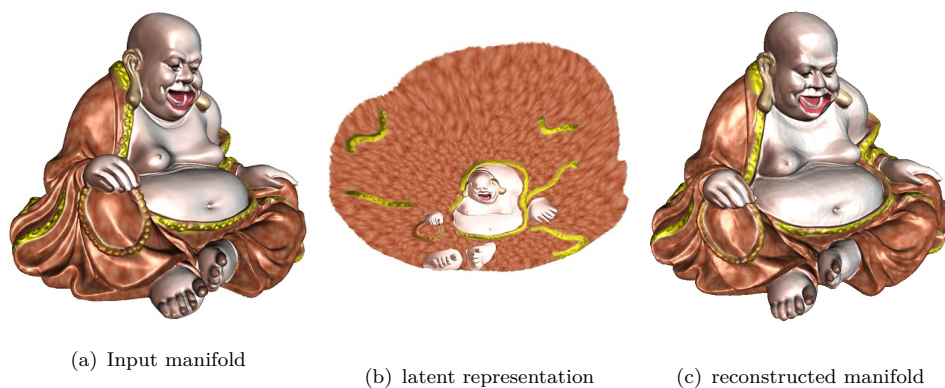 (a) Input manifold
(b) latent representation
(c) reconstructed manifold